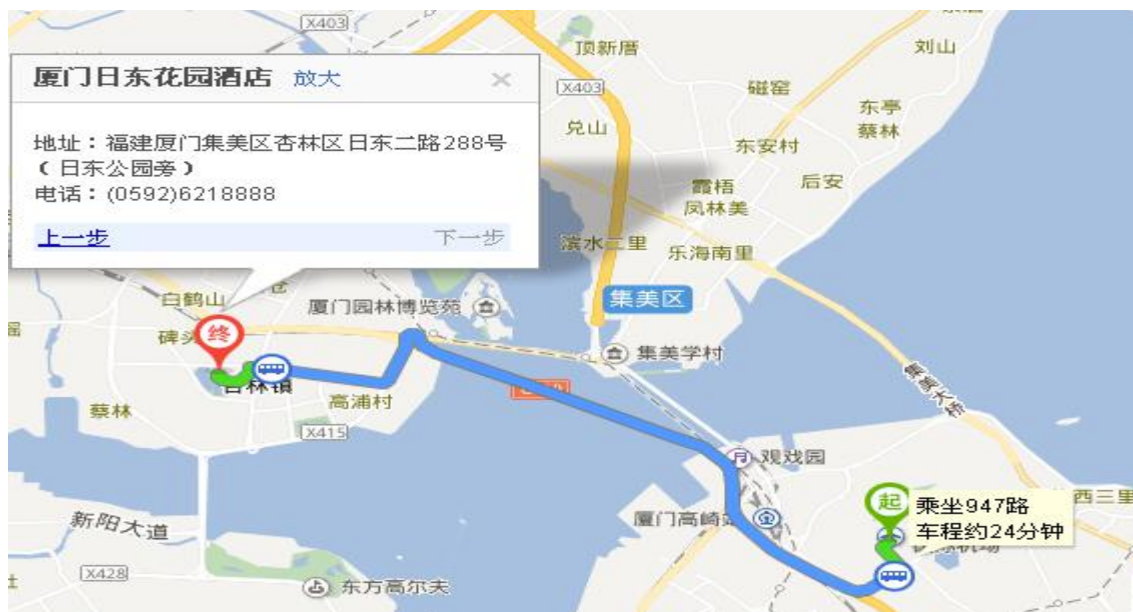 X403
顶新厝
刘山
厦门日东花园酒店 放大
X403
磁窑
东亭
蔡林
地址：福建厦门集美区杏林区日东二路288号
（日东公园旁）
电话：(0592)6218888
兑山
东安村
霞梧
后安
凤林美
上一步 下一步
滨水二里
乐海南里
白鹤山
厦门园林博览苑
集美区
终
集美学村
集美大桥
杏林镇
蔡林
高浦村
X415
观戏园
起
乘坐947路
车程约24分钟
西三里
新阳大道
厦门高崎
X428
东方高尔夫